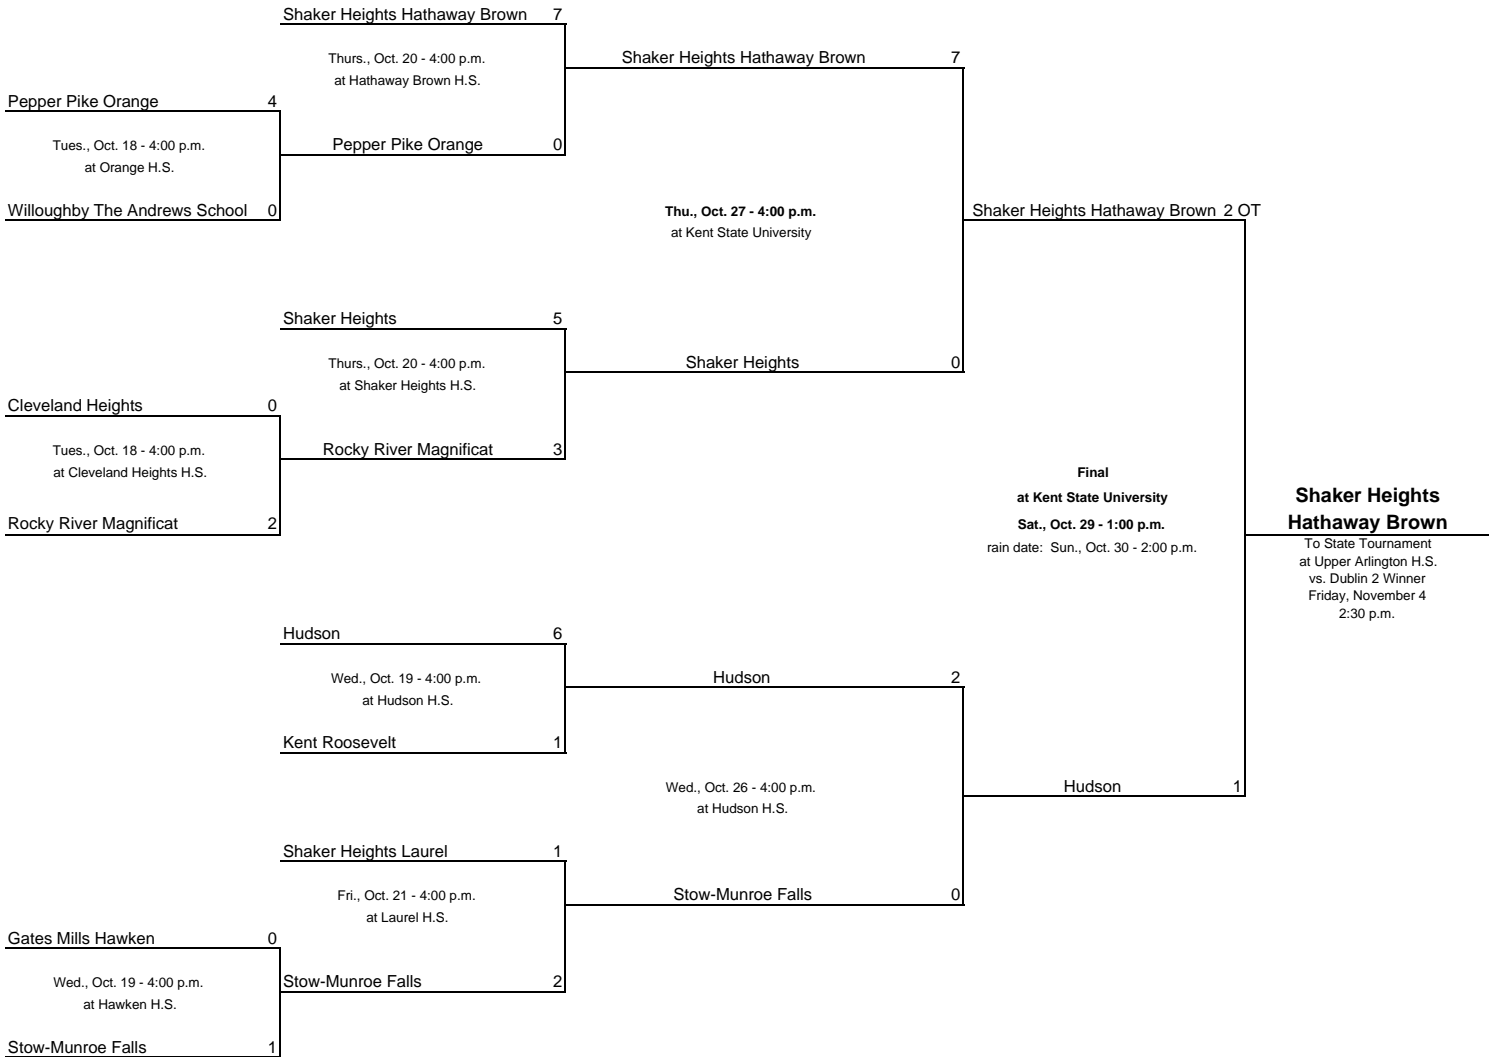 Shaker Heights Hathaway Brown 7
Thurs., Oct. 20 - 4:00 p.m.
at Hathaway Brown H.S.
Shaker Heights Hathaway Brown 7
Pepper Pike Orange 4
Tues., Oct. 18 - 4:00 p.m.
at Orange H.S.
Pepper Pike Orange 0
Willoughby The Andrews School 0
Thu., Oct. 27 - 4:00 p.m.
at Kent State University
Shaker Heights Hathaway Brown 2 OT
Shaker Heights 5
Thurs., Oct. 20 - 4:00 p.m.
at Shaker Heights H.S.
Shaker Heights 0
Cleveland Heights 0
Tues., Oct. 18 - 4:00 p.m.
at Cleveland Heights H.S.
Rocky River Magnificat 3
Rocky River Magnificat 2
Final
at Kent State University
Sat., Oct. 29 - 1:00 p.m.
rain date: Sun., Oct. 30 - 2:00 p.m.
Shaker Heights
Hathaway Brown
To State Tournament
at Upper Arlington H.S.
vs. Dublin 2 Winner
Friday, November 4
2:30 p.m.
Hudson 6
Wed., Oct. 19 - 4:00 p.m.
at Hudson H.S.
Hudson 2
Kent Roosevelt 1
Wed., Oct. 26 - 4:00 p.m.
at Hudson H.S.
Hudson 1
Shaker Heights Laurel 1
Fri., Oct. 21 - 4:00 p.m.
at Laurel H.S.
Stow-Munroe Falls 0
Gates Mills Hawken 0
Wed., Oct. 19 - 4:00 p.m.
at Hawken H.S.
Stow-Munroe Falls 2
Stow-Munroe Falls 1